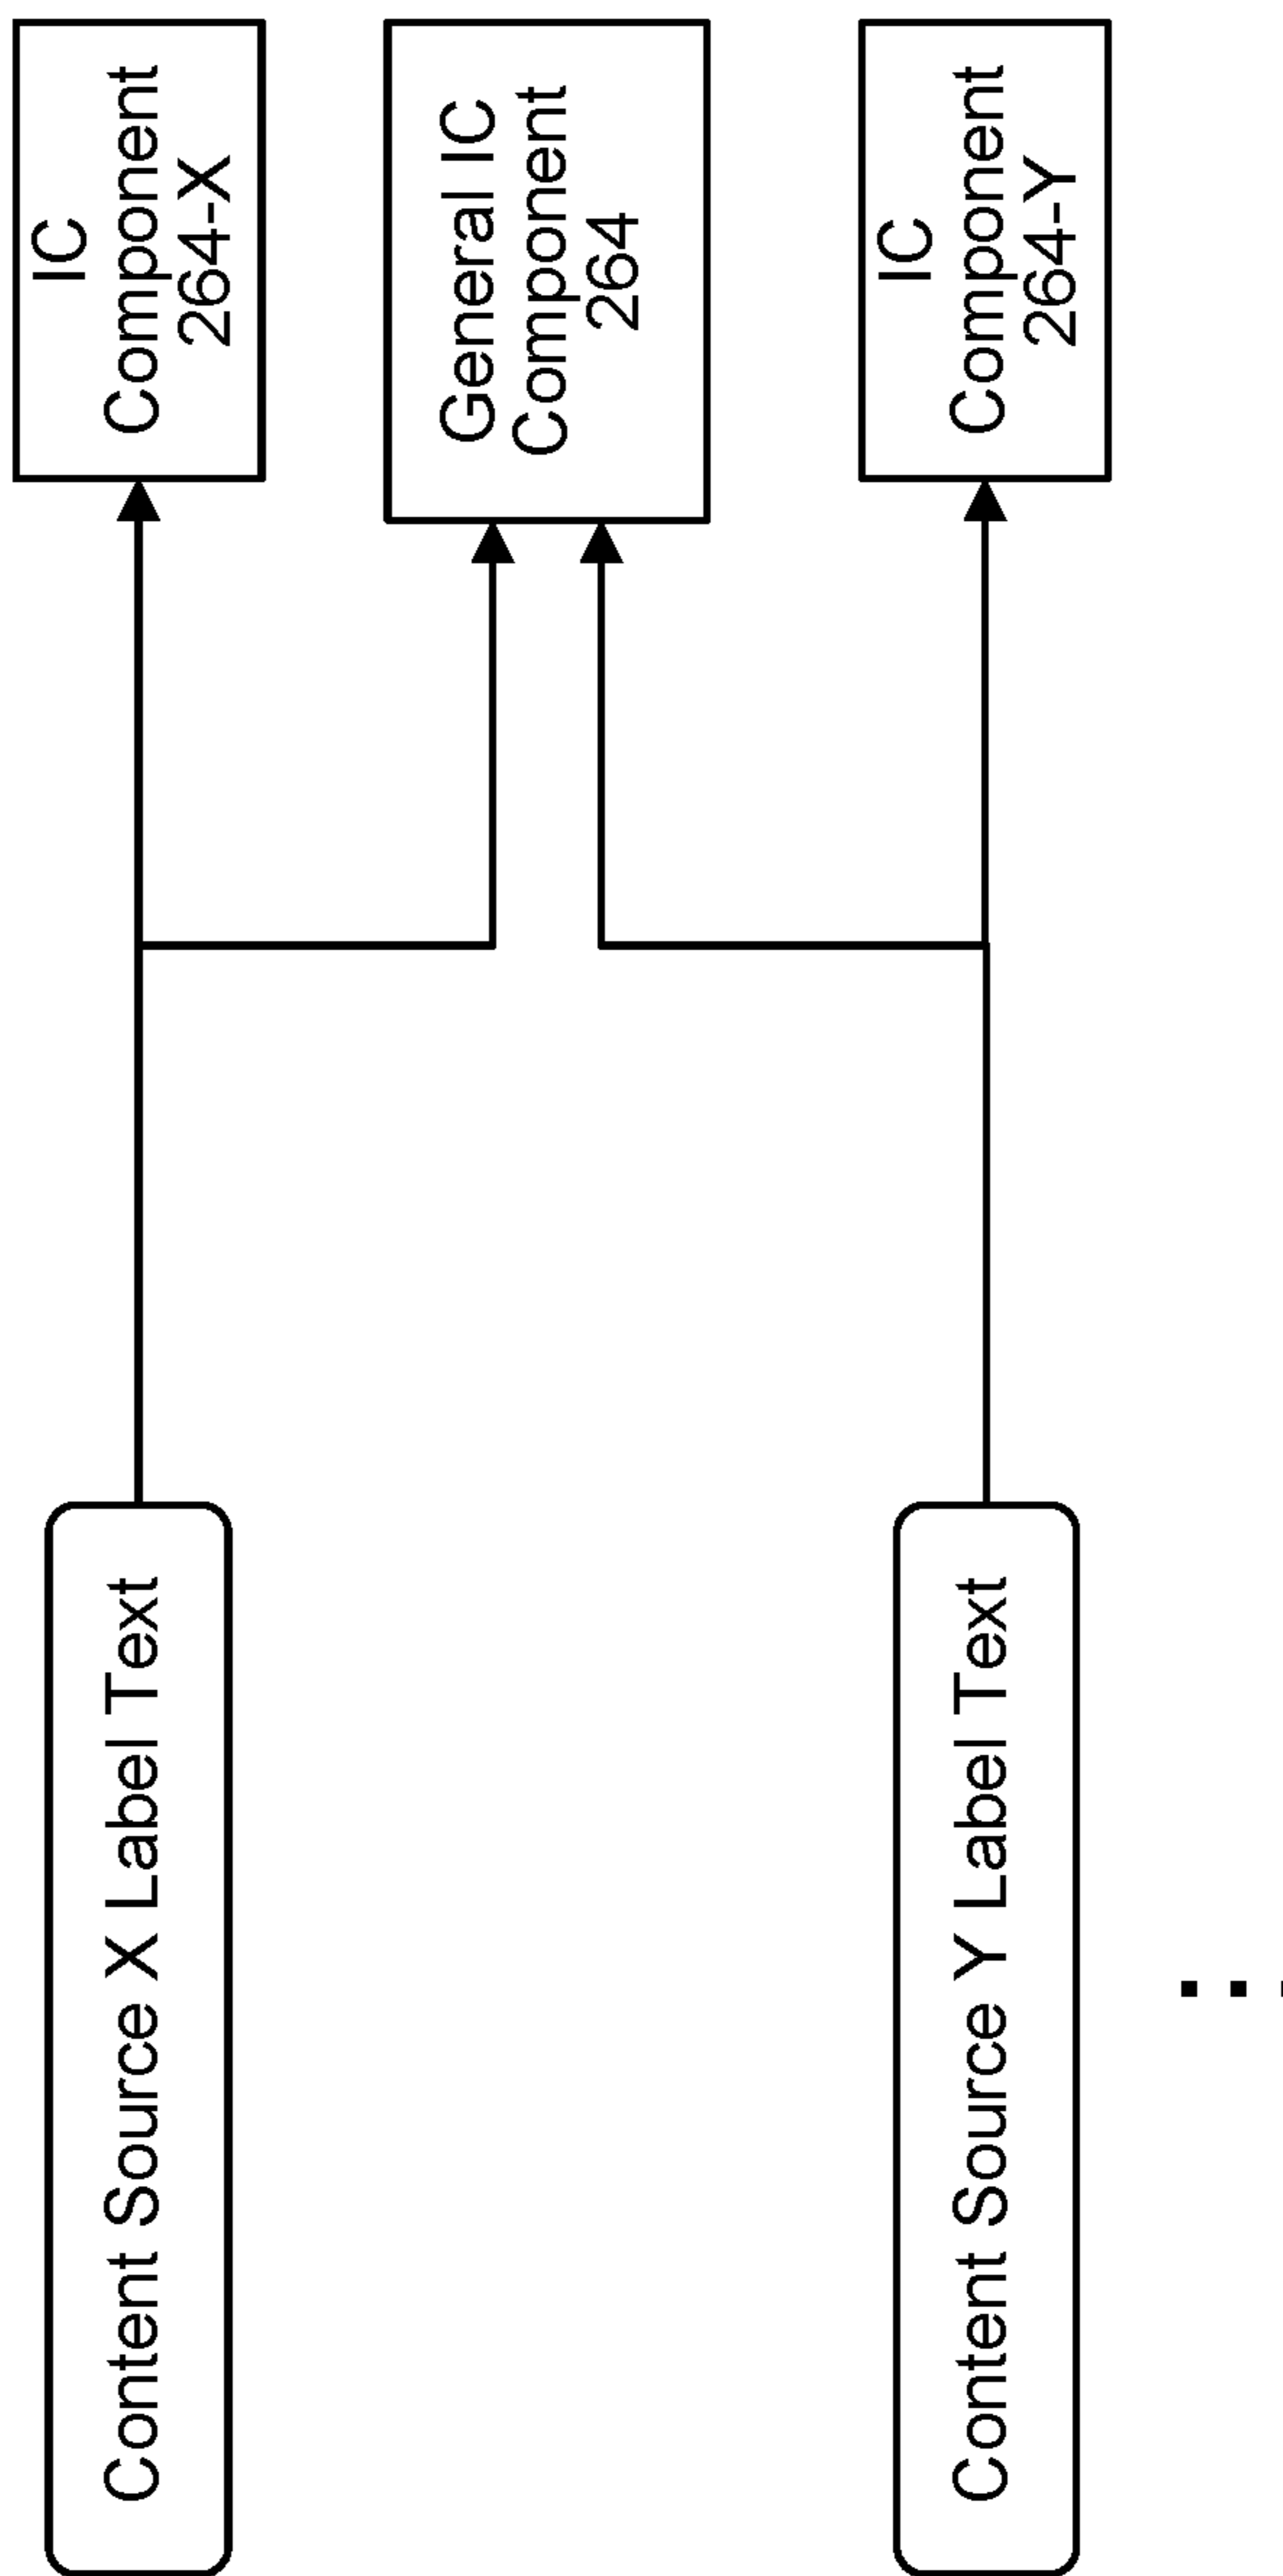 Content Source X Label Text
IC
Component
264-X
General IC
Component
264
Content Source Y Label Text
IC
Component
264-Y
...